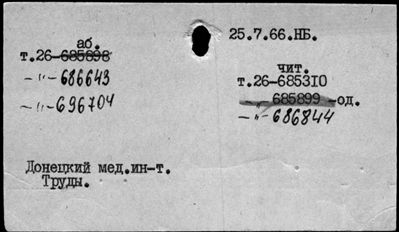 25.7.66.НБ.
аб.
т.26-685898
-"- 686643
-"- 696704
чит.
т.26-685310
685899 -од.
-"- 686844
Донецкий мед.ин-т.
Труды.